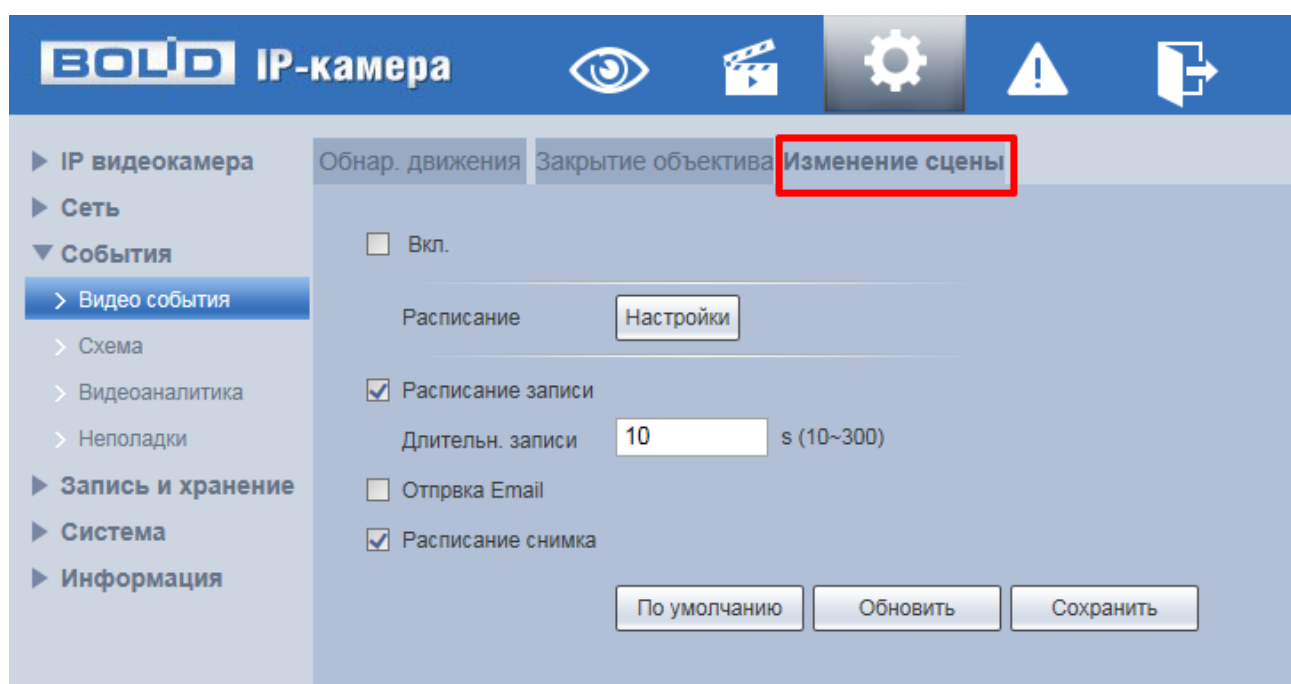 BOLID IP-камера
IP видеокамера
Сеть
События
Видео события
Схема
Видеоаналитика
Неполадки
Запись и хранение
Система
Информация
Обнар. движения Закрытие объектива Изменение сцены
Вкл.
Расписание Настройки
Расписание записи
Длительн. записи 10 s (10~300)
Отпрвка Email
Расписание снимка
По умолчанию Обновить Сохранить